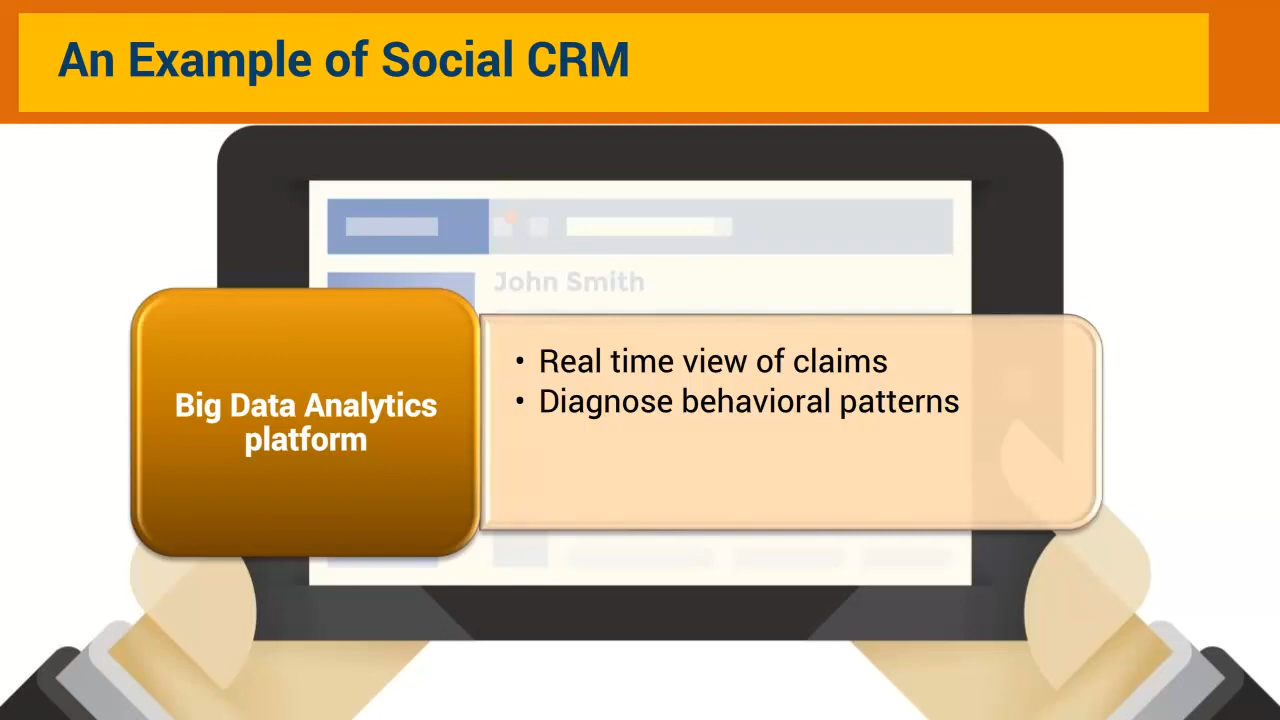 An Example of Social CRM
John Smith
Big Data Analytics
platform
• Real time view of claims
• Diagnose behavioral patterns